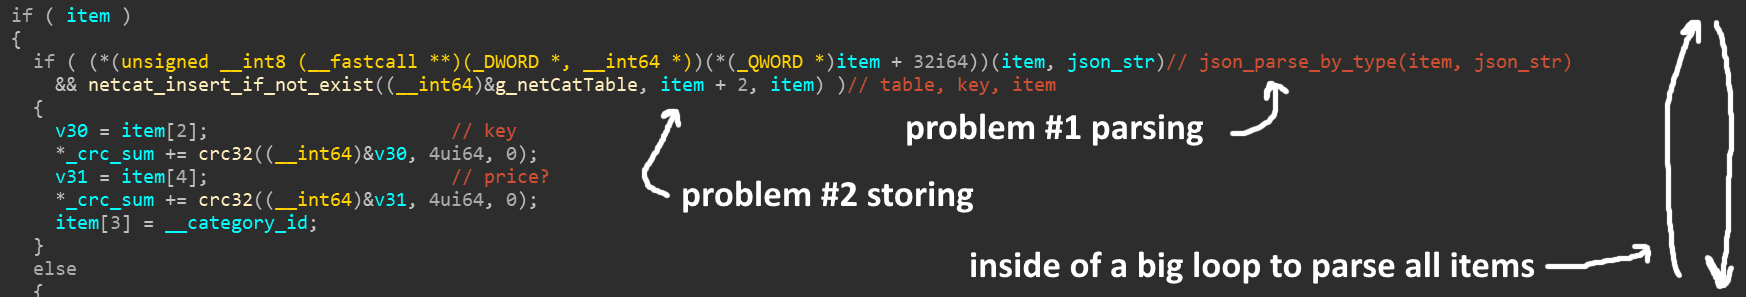 if ( item )
{
if ( (*(unsigned __int8 (__fastcall **)(_DWORD *, __int64 *))(*(_QWORD *)item + 32i64))(item, json_str)// json_parse_by_type(item, json_str)
&& netcat_insert_if_not_exist((__int64)&g_netCatTable, item + 2, item) )// table, key, item
{
problem #1 parsing
v30 = item[2]; // key
*_crc_sum += crc32((__int64)&v30, 4ui64, 0);
v31 = item[4]; // price?
problem #2 storing
*_crc_sum += crc32((__int64)&v31, 4ui64, 0);
item[3] = __category_id;
}
inside of a big loop to parse all items
else
{